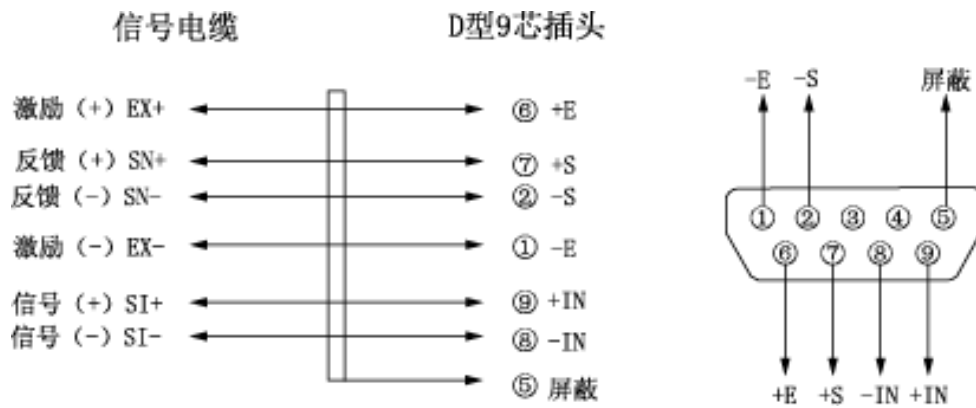 信号电缆 D型9芯插头
激励（+）EX+ ⑥ +E
反馈（+）SN+ ⑦ +S
反馈（-）SN- ② -S
激励（-）EX- ① -E
信号（+）SI+ ⑨ +IN
信号（-）SI- ⑧ -IN
⑤ 屏蔽
-E -S 屏蔽
① ② ③ ④ ⑤
⑥ ⑦ ⑧ ⑨
+E +S -IN +IN